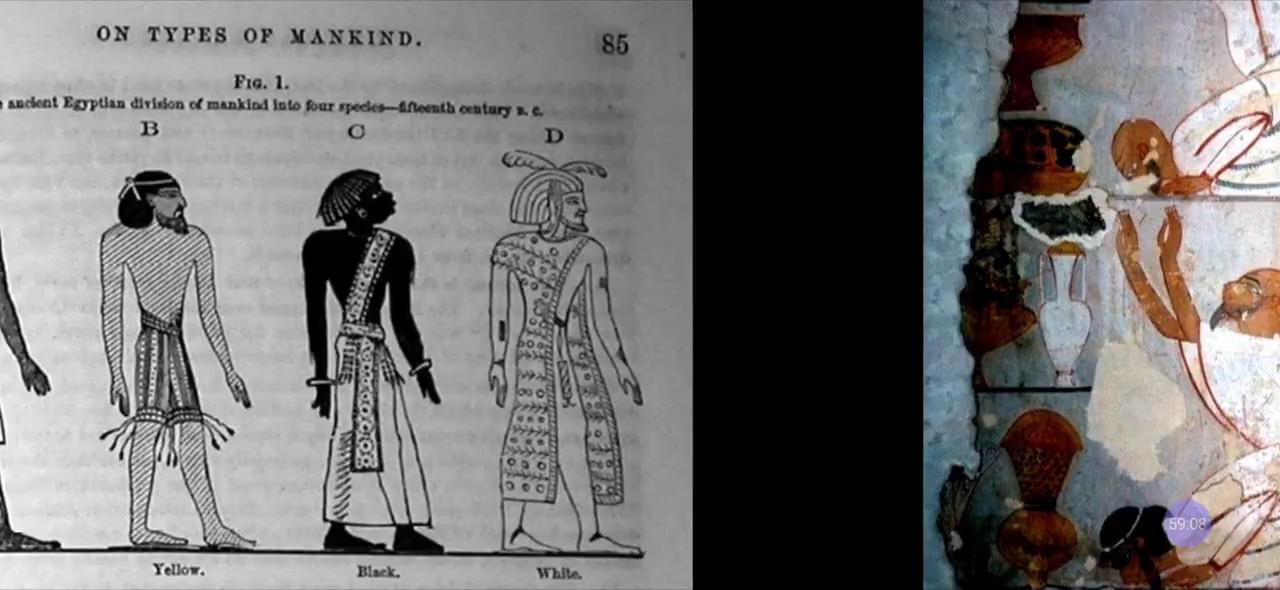 ON TYPES OF MANKIND.
85
FIG. 1.
ancient Egyptian division of mankind into four species—fifteenth century B. C.
B
C
D
Yellow.
Black.
White.
59:08